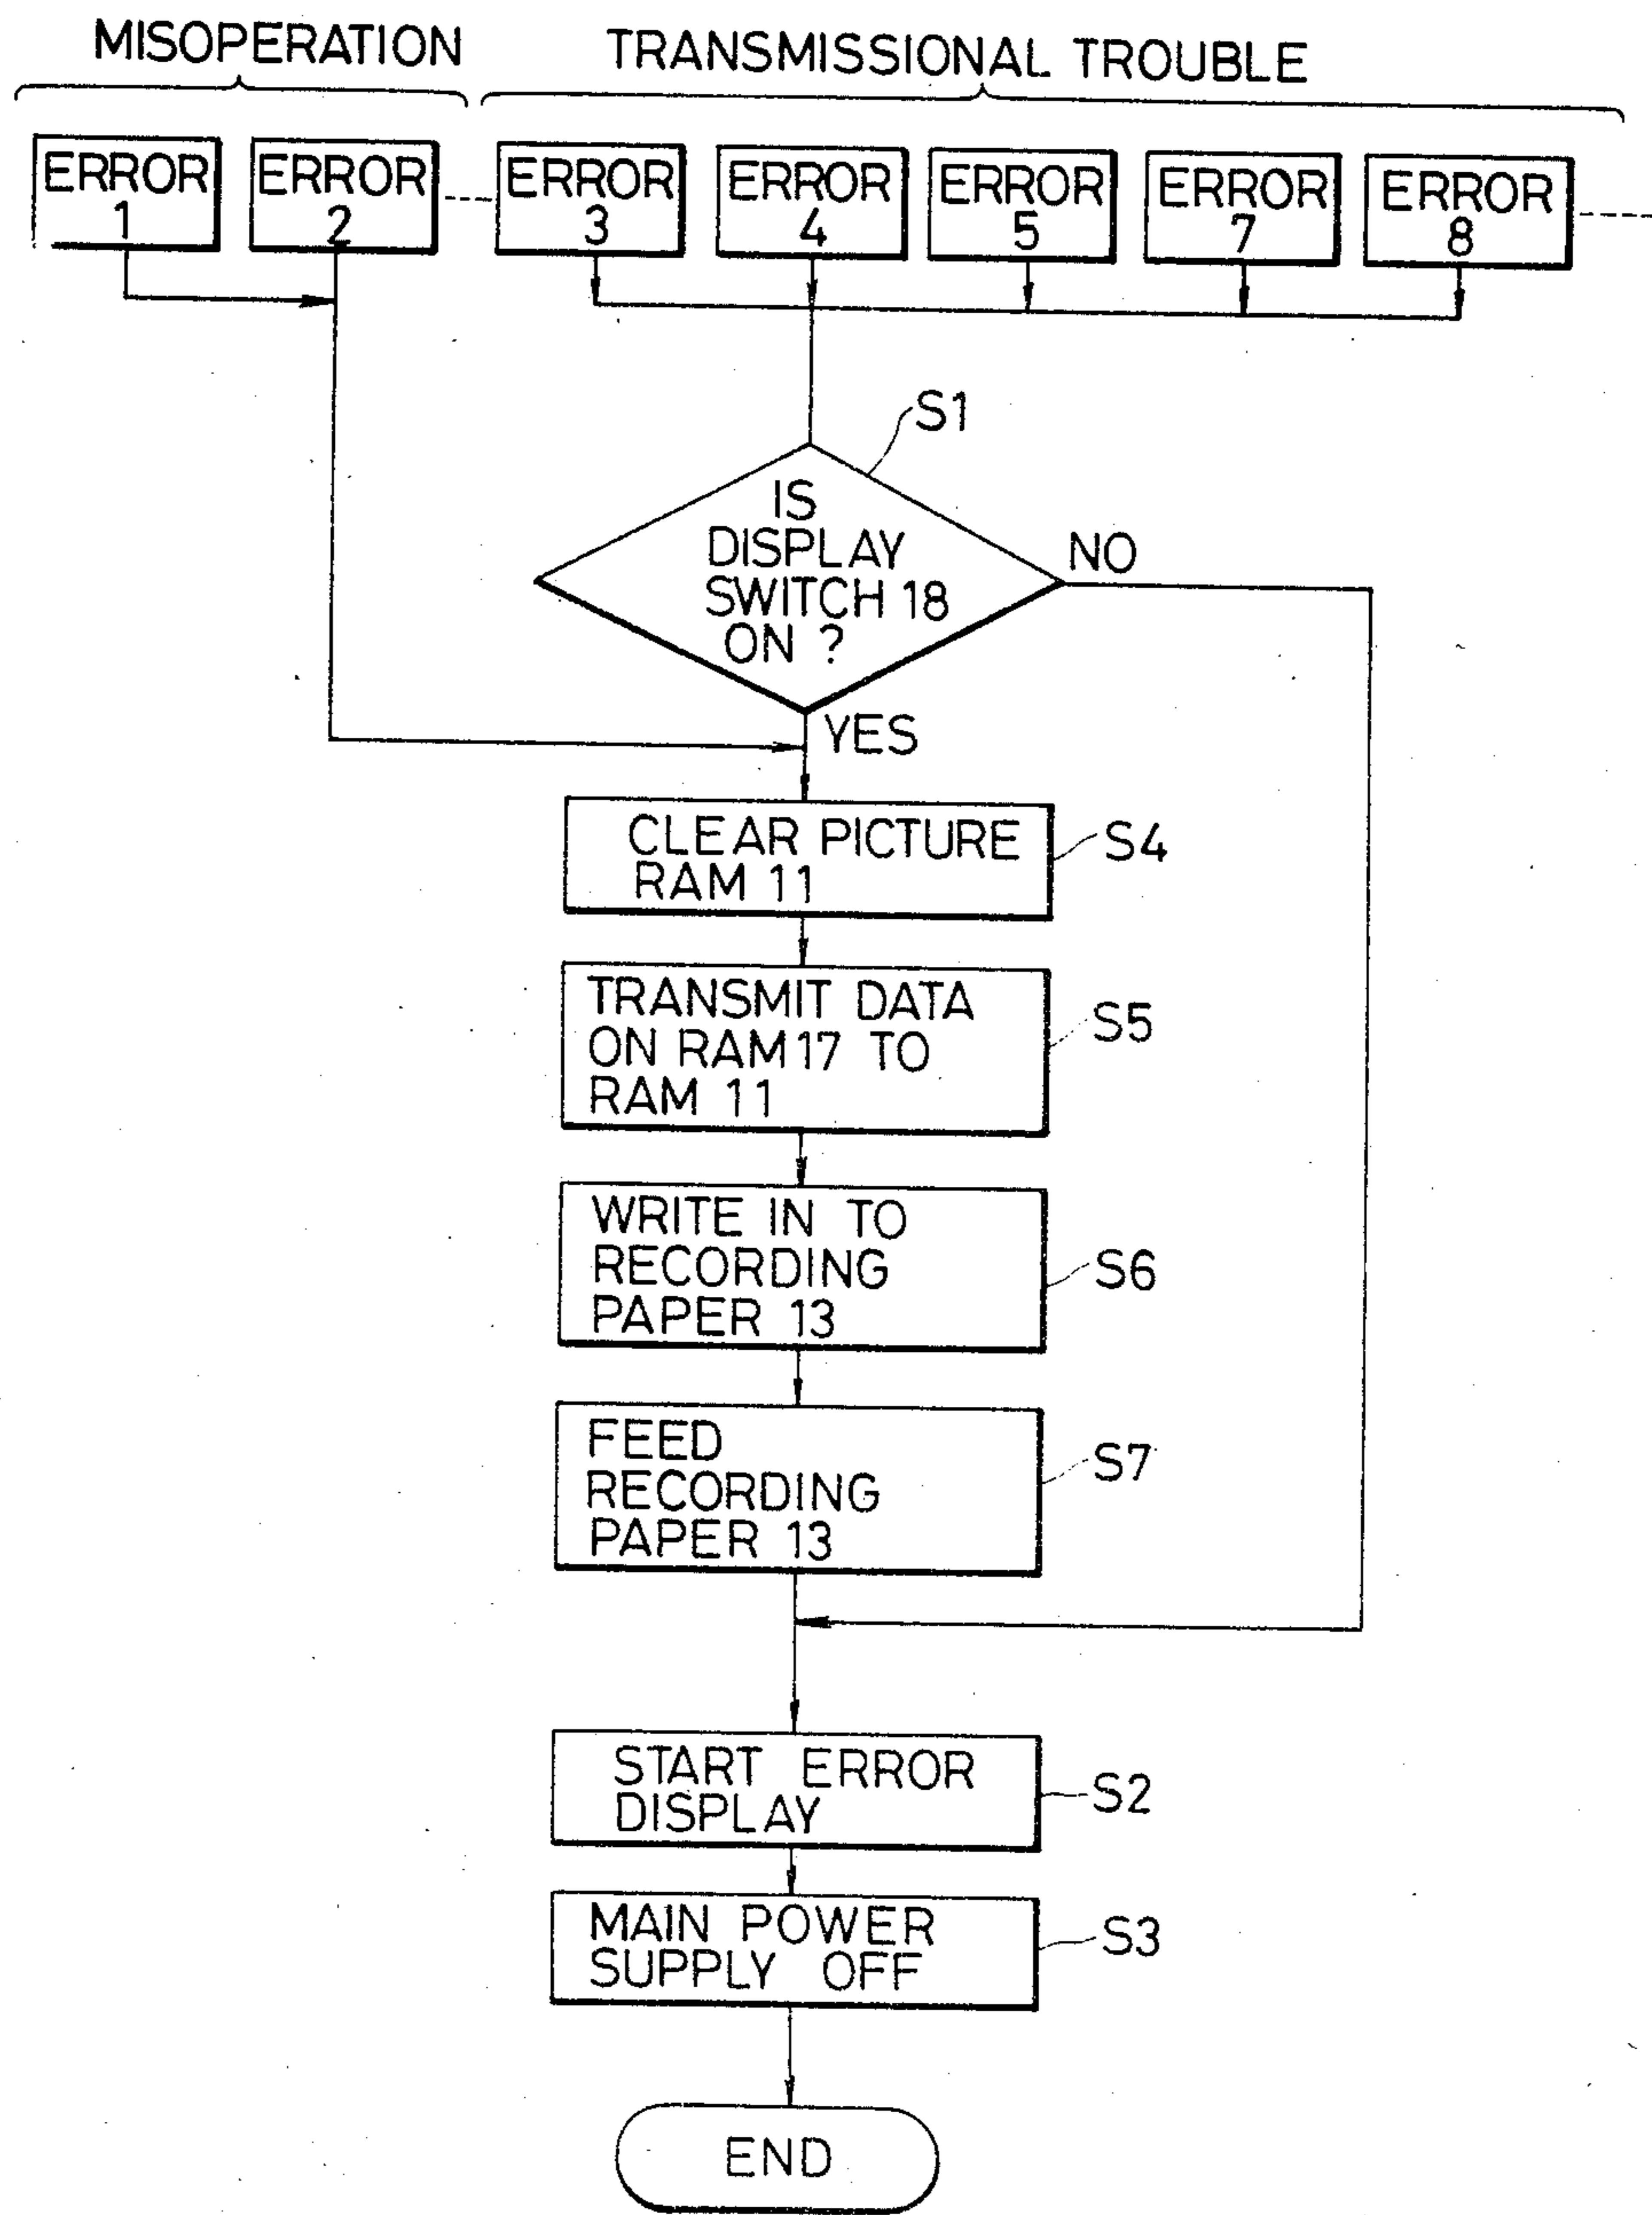 MISOPERATION
TRANSMISSIONAL TROUBLE
ERROR
1
ERROR
2
ERROR
3
ERROR
4
ERROR
5
ERROR
7
ERROR
8
S1
IS
DISPLAY
SWITCH 18
ON ?
NO
YES
CLEAR PICTURE
RAM 11
S4
TRANSMIT DATA
ON RAM 17 TO
RAM 11
S5
WRITE IN TO
RECORDING
PAPER 13
S6
FEED
RECORDING
PAPER 13
S7
START ERROR
DISPLAY
S2
MAIN POWER
SUPPLY OFF
S3
END